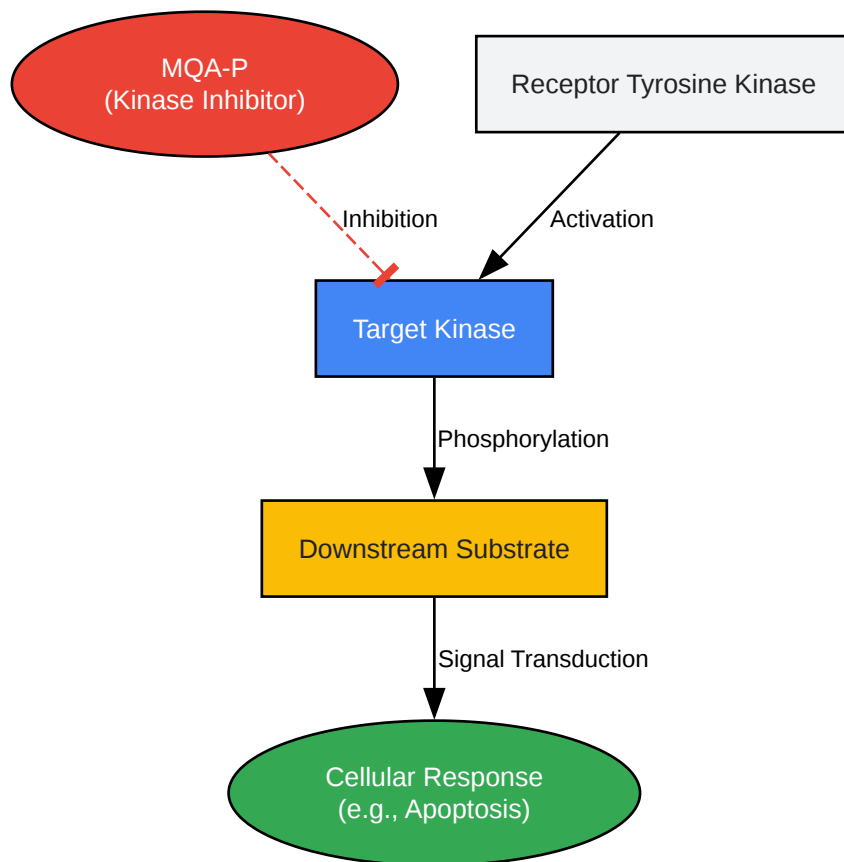 MQA-P
(Kinase Inhibitor)
Receptor Tyrosine Kinase
Inhibition
Activation
Target Kinase
Phosphorylation
Downstream Substrate
Signal Transduction
Cellular Response
(e.g., Apoptosis)